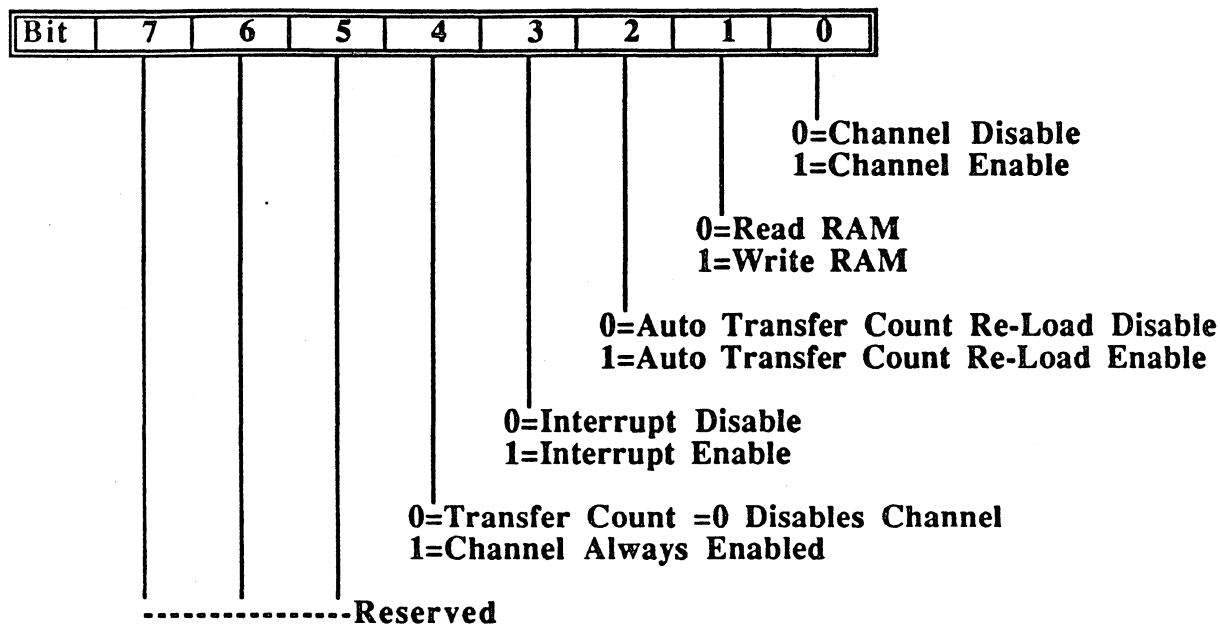 Bit 7 6 5 4 3 2 1 0
0=Channel Disable
1=Channel Enable
0=Read RAM
1=Write RAM
0=Auto Transfer Count Re-Load Disable
1=Auto Transfer Count Re-Load Enable
0=Interrupt Disable
1=Interrupt Enable
0=Transfer Count =0 Disables Channel
1=Channel Always Enabled
----------------Reserved